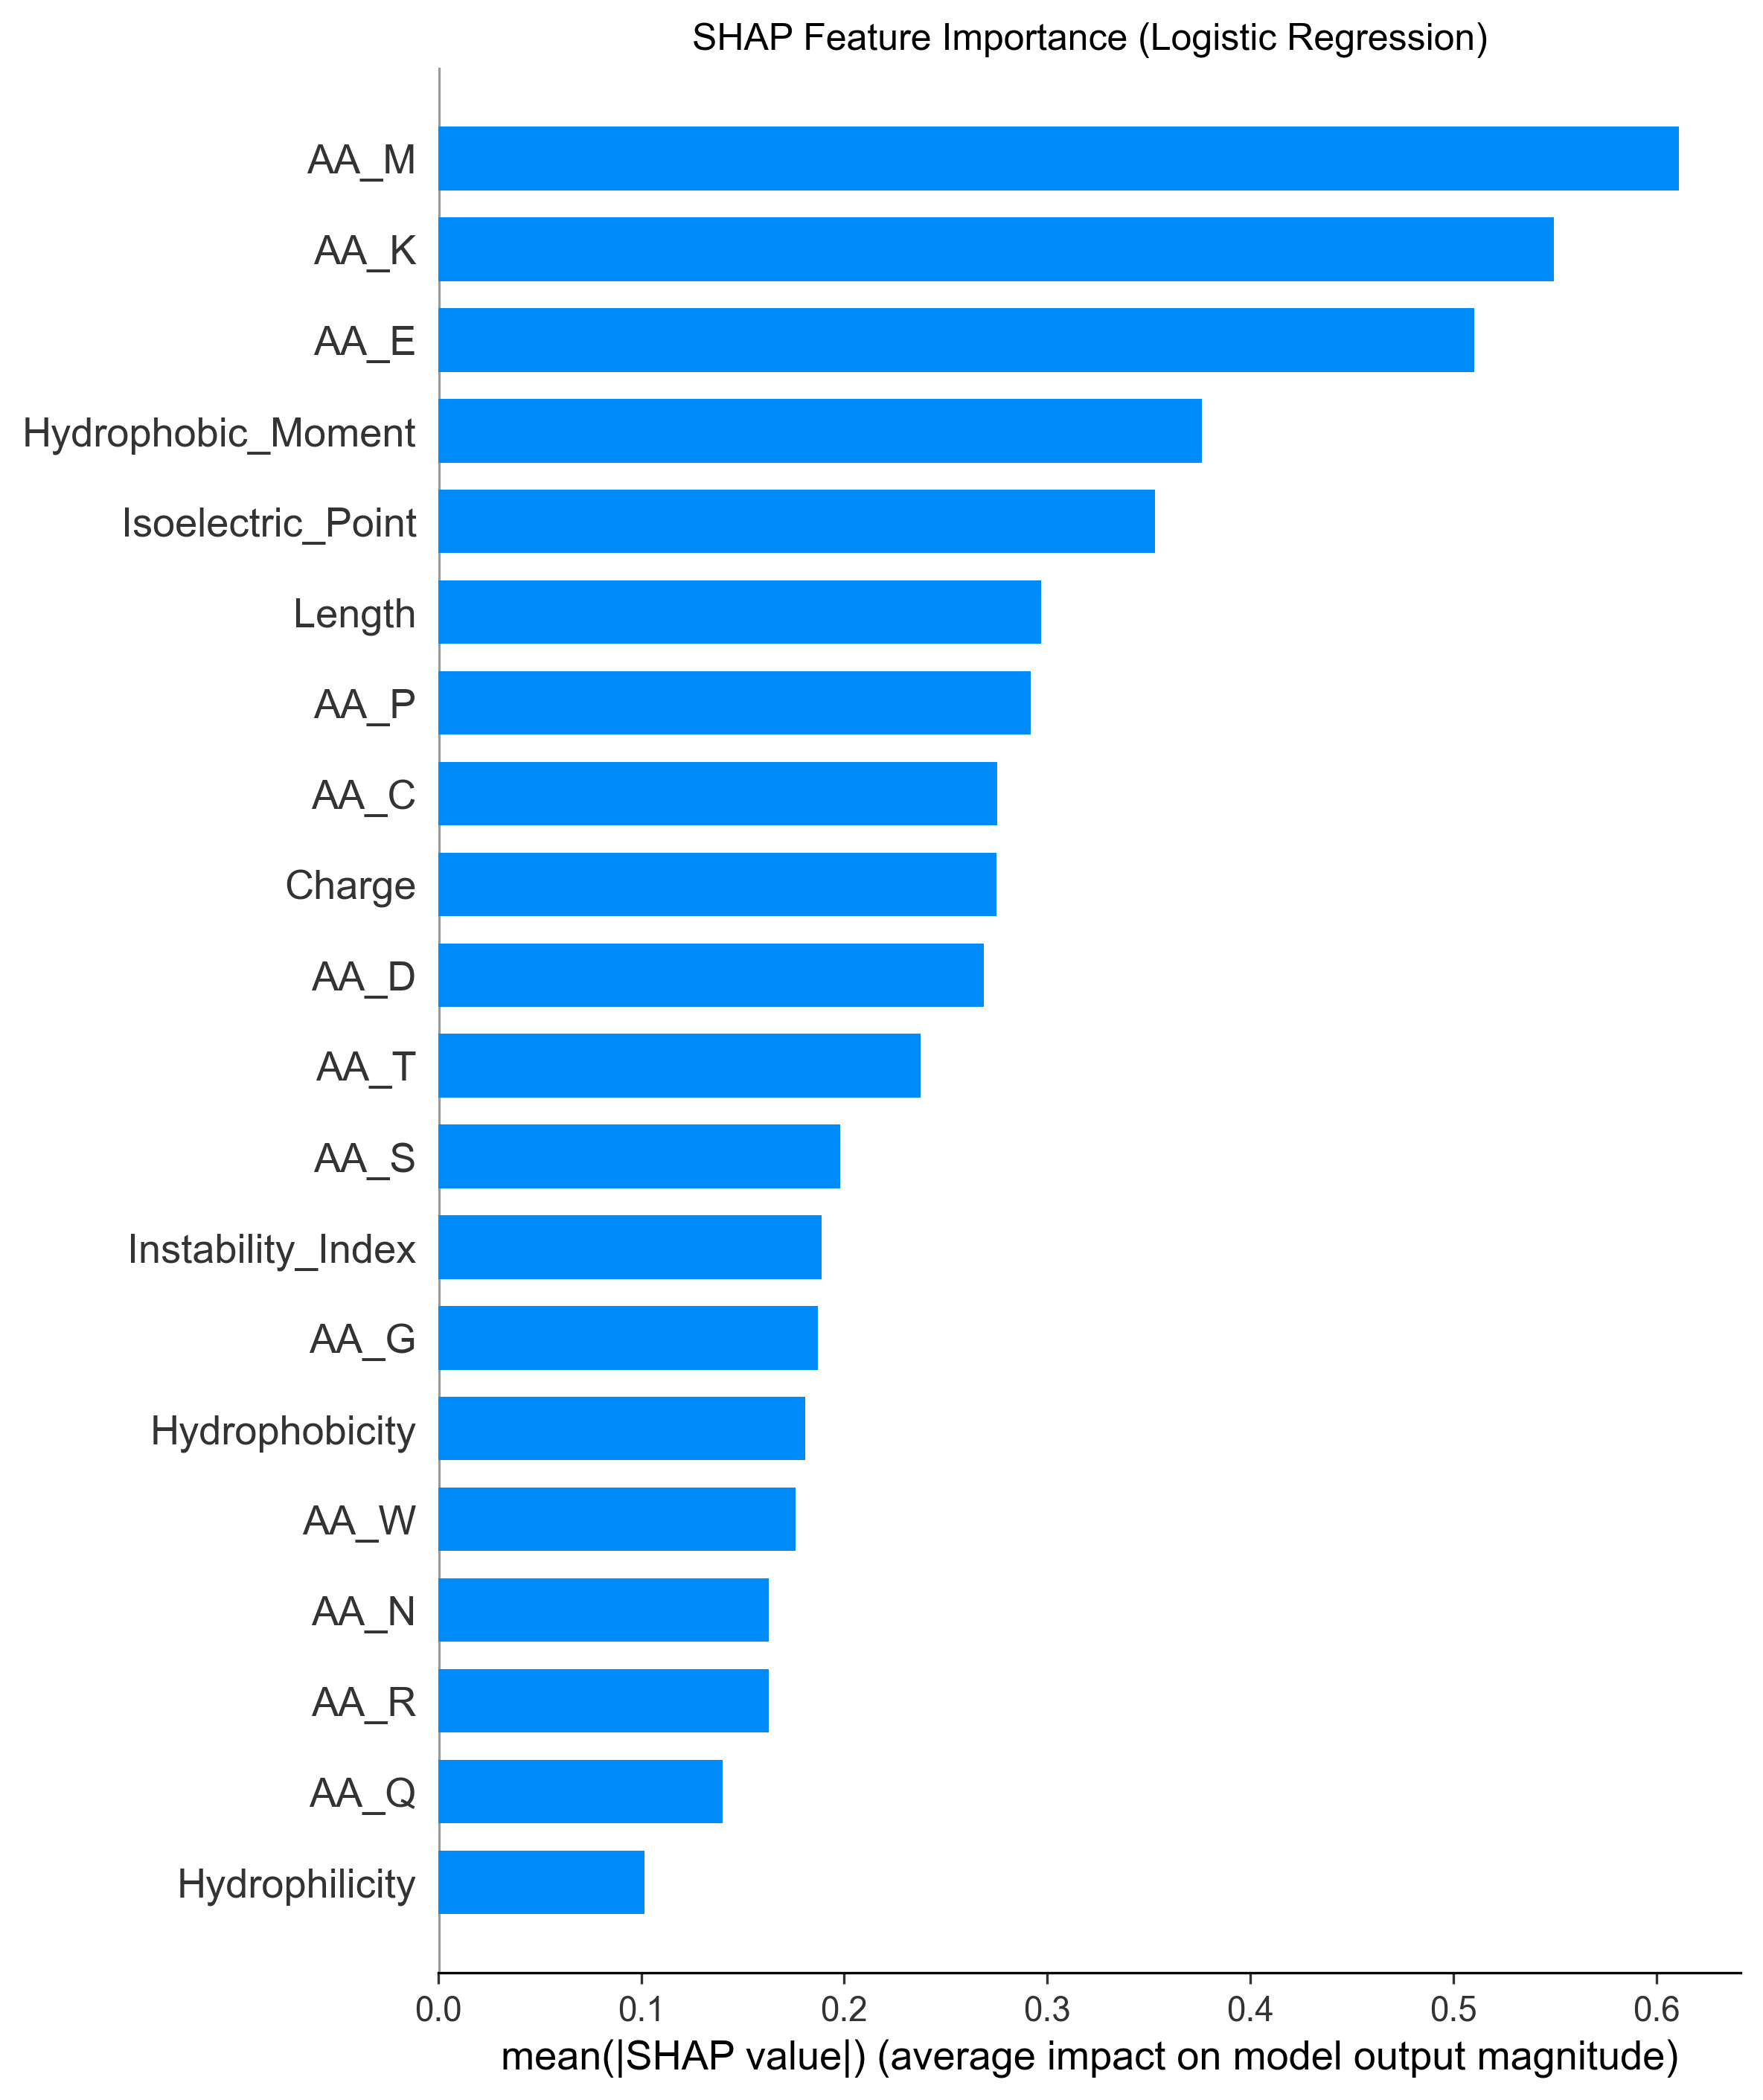 SHAP Feature Importance (Logistic Regression)
AA_M
AA_K
AA_E
Hydrophobic_Moment
Isoelectric_Point
Length
AA_P
AA_C
Charge
AA_D
AA_T
AA_S
Instability_Index
AA_G
Hydrophobicity
AA_W
AA_N
AA_R
AA_Q
Hydrophilicity
0.0 0.1 0.2 0.3 0.4 0.5 0.6
mean(|SHAP value|) (average impact on model output magnitude)